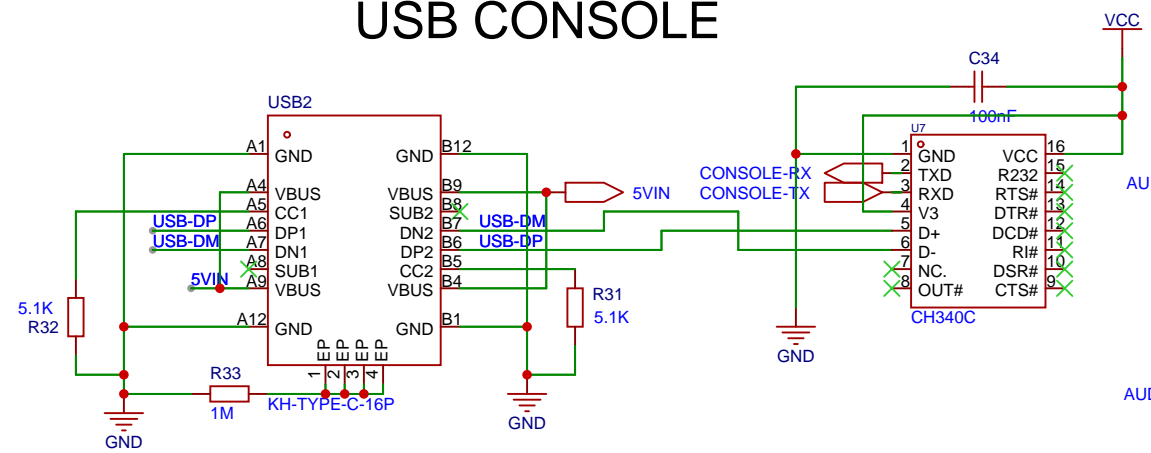 USB CONSOLE
VCC
C34
100nF
USB2
U7
A1 GND
GND B12
1 GND
VCC 16
CONSOLE-RX
2 TXD
R232 15
CONSOLE-TX
3 RXD
RTS# 14
AU
A4 VBUS
VBUS B9
5VIN
A5 CC1
SUB2 B8
4 V3
DTR# 13
USB-DP
A6 DP1
DN2 B7
USB-DM
5 D+
DCD# 12
USB-DM
A7 DN1
DP2 B6
USB-DP
6 D-
RI# 11
A8 SUB1
CC2 B5
7 NC.
DSR# 10
5VIN
A9 VBUS
VBUS B4
8 OUT#
CTS# 9
5.1K
R32
R31
5.1K
CH340C
A12 GND
GND B1
GND
EP EP EP EP
1 2 3 4
R33
1M
KH-TYPE-C-16P
AUD
GND
GND